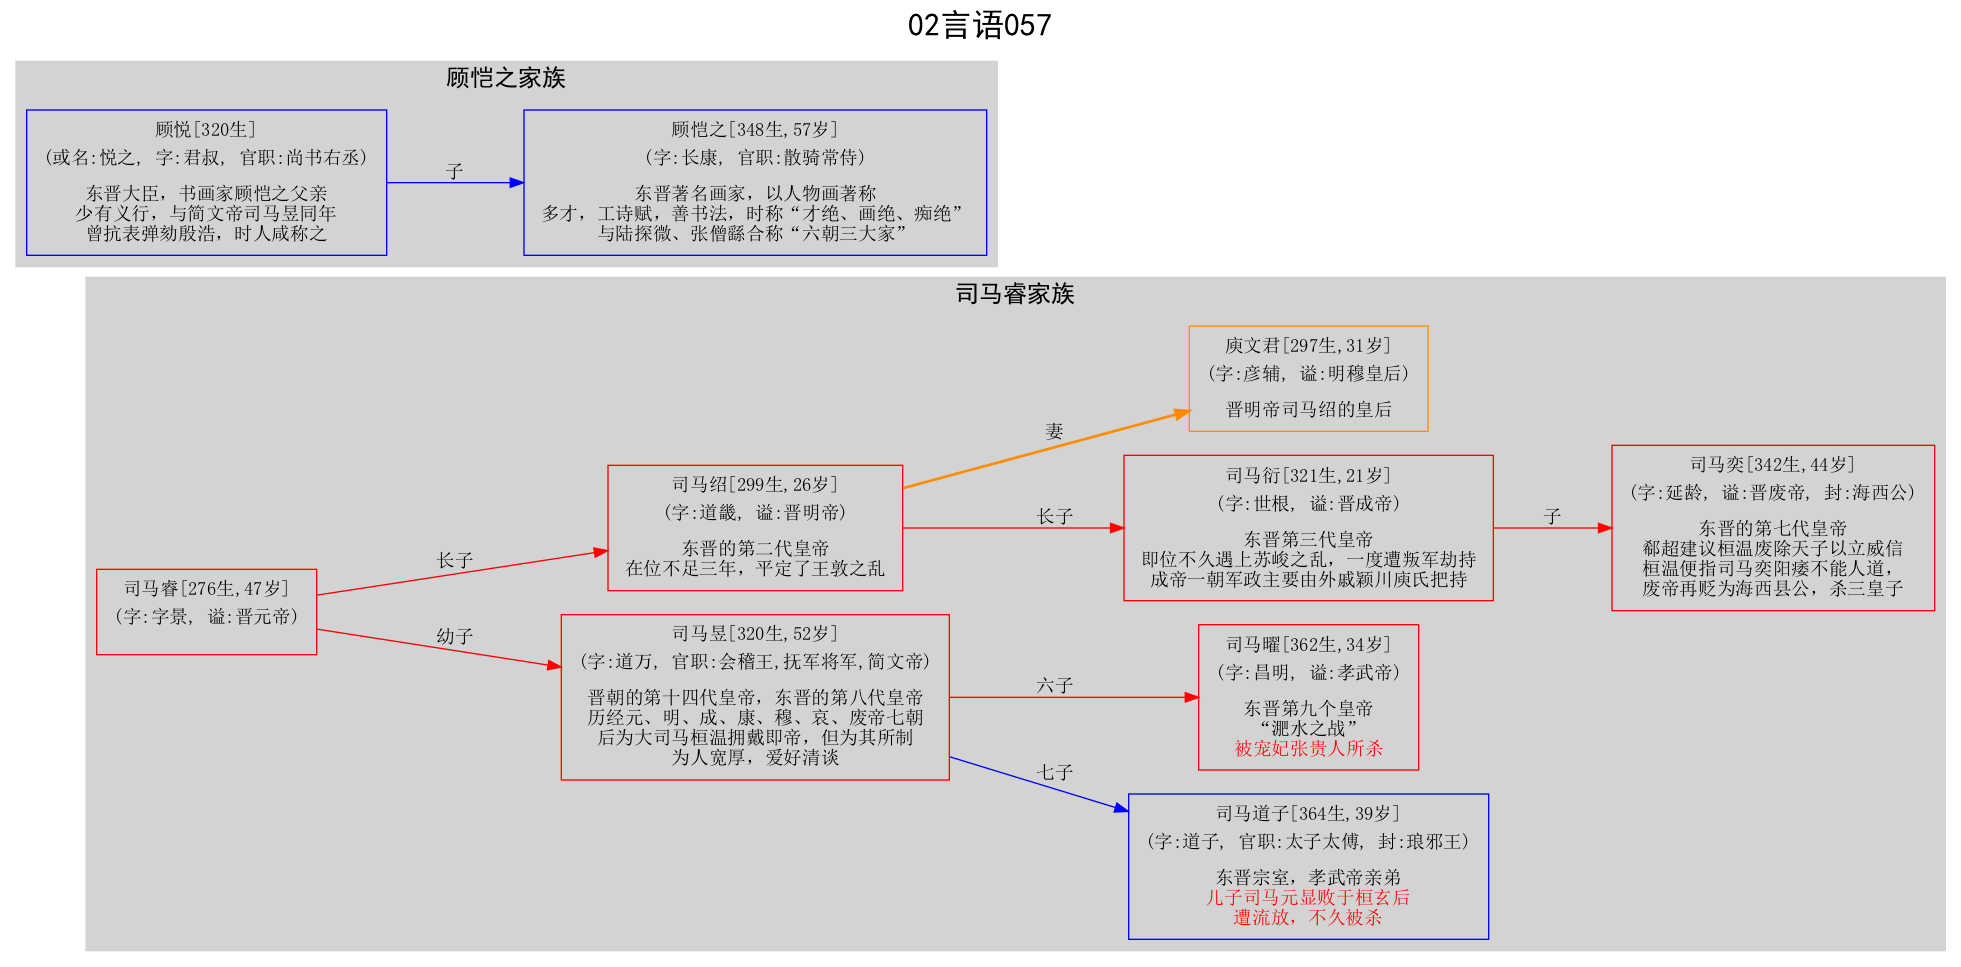 02言语057
顾恺之家族
顾悦[320生]
(或名:悦之, 字:君叔, 官职:尚书右丞)
东晋大臣，书画家顾恺之父亲
少有义行，与简文帝司马昱同年
曾抗表弹劾殷浩，时人咸称之
子
顾恺之[348生,57岁]
(字:长康, 官职:散骑常侍)
东晋著名画家，以人物画著称
多才，工诗赋，善书法，时称“才绝、画绝、痴绝”
与陆探微、张僧繇合称“六朝三大家”
司马睿家族
司马睿[276生,47岁]
(字:字景, 谥:晋元帝)
长子
幼子
司马绍[299生,26岁]
(字:道畿, 谥:晋明帝)
东晋的第二代皇帝
在位不足三年，平定了王敦之乱
妻
长子
庾文君[297生,31岁]
(字:彦辅, 谥:明穆皇后)
晋明帝司马绍的皇后
司马衍[321生,21岁]
(字:世根, 谥:晋成帝)
东晋第三代皇帝
即位不久遇上苏峻之乱，一度遭叛军劫持
成帝一朝军政主要由外戚颖川庾氏把持
子
司马奕[342生,44岁]
(字:延龄, 谥:晋废帝, 封:海西公)
东晋的第七代皇帝
郗超建议桓温废除天子以立威信
桓温便指司马奕阳痿不能人道，
废帝再贬为海西县公，杀三皇子
司马昱[320生,52岁]
(字:道万, 官职:会稽王,抚军将军,简文帝)
晋朝的第十四代皇帝，东晋的第八代皇帝
历经元、明、成、康、穆、哀、废帝七朝
后为大司马桓温拥戴即帝，但为其所制
为人宽厚，爱好清谈
六子
七子
司马曜[362生,34岁]
(字:昌明, 谥:孝武帝)
东晋第九个皇帝
“淝水之战”
被宠妃张贵人所杀
司马道子[364生,39岁]
(字:道子, 官职:太子太傅, 封:琅邪王)
东晋宗室，孝武帝亲弟
儿子司马元显败于桓玄后
遭流放，不久被杀